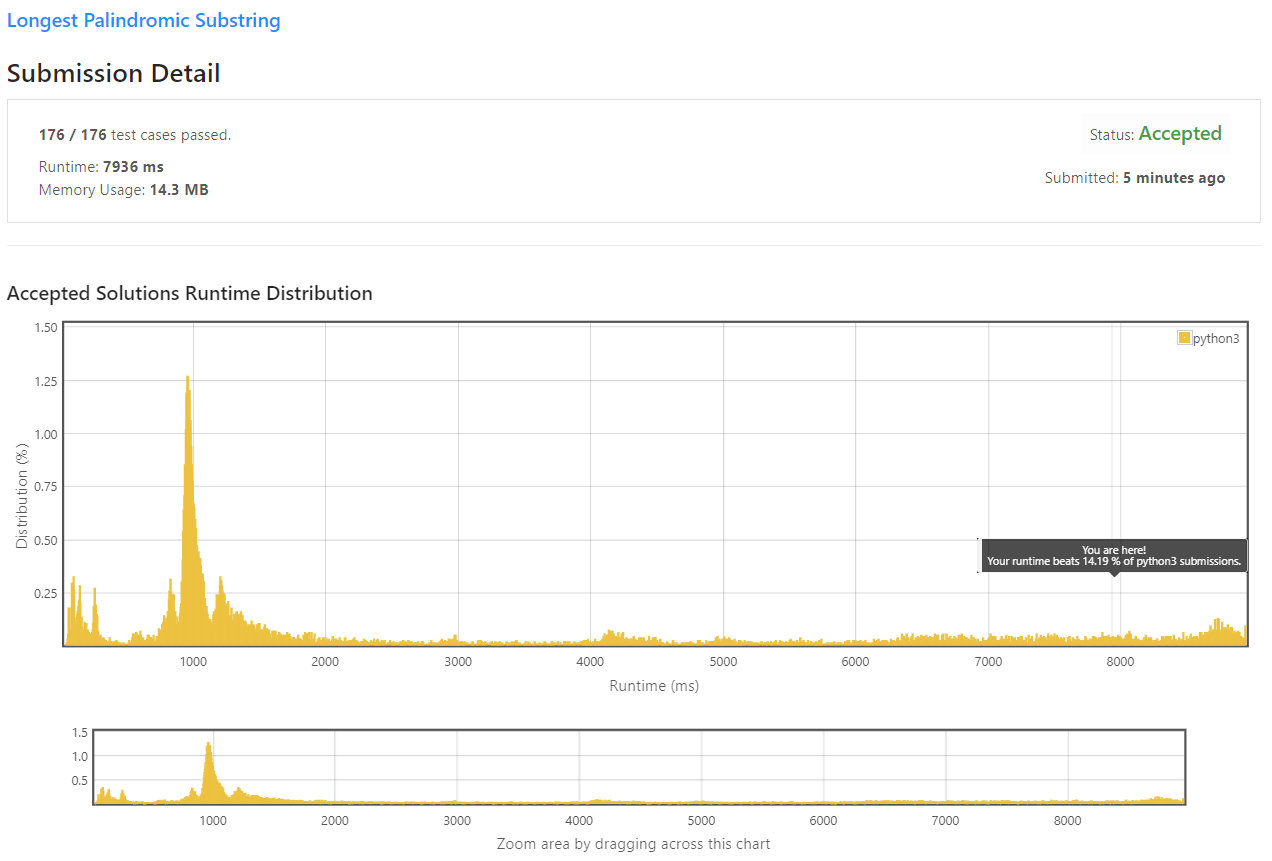 Longest Palindromic Substring
Submission Detail
176 / 176 test cases passed.
Status: Accepted
Runtime: 7936 ms
Memory Usage: 14.3 MB
Submitted: 5 minutes ago
Accepted Solutions Runtime Distribution
1.50
1.25
1.00
0.75
0.50
0.25
Distribution (%)
python3
You are here!
Your runtime beats 14.19 % of python3 submissions.
1000 2000 3000 4000 5000 6000 7000 8000
Runtime (ms)
1.5
1.0
0.5
1000 2000 3000 4000 5000 6000 7000 8000
Zoom area by dragging across this chart